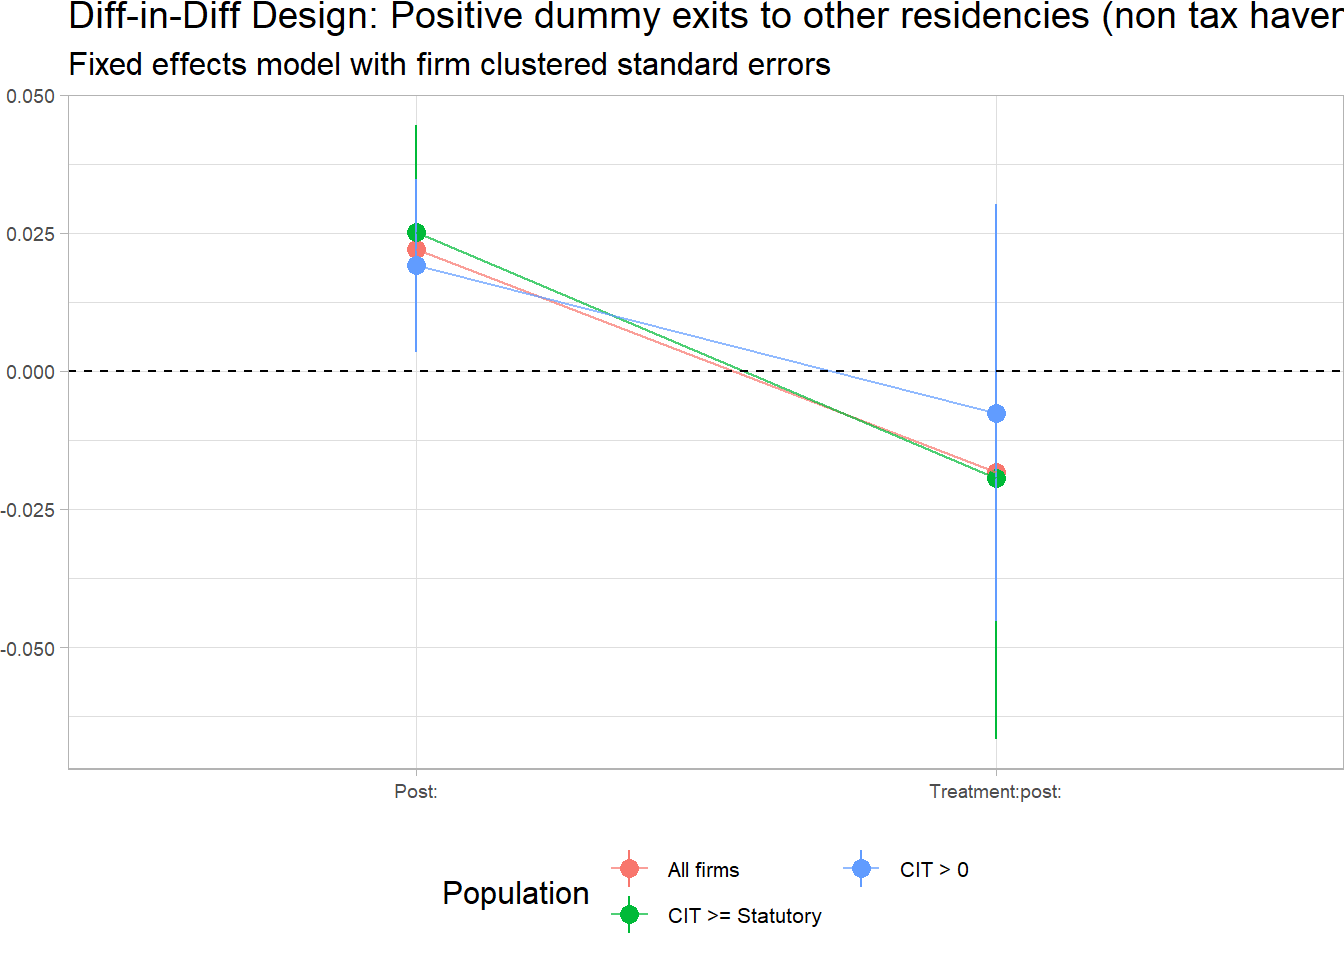 Diff-in-Diff Design: Positive dummy exits to other residencies (non tax haven
Fixed effects model with firm clustered standard errors
0.050
0.025
0.000
-0.025
-0.050
Post:
Treatment:post:
Population
All firms
CIT > 0
CIT >= Statutory